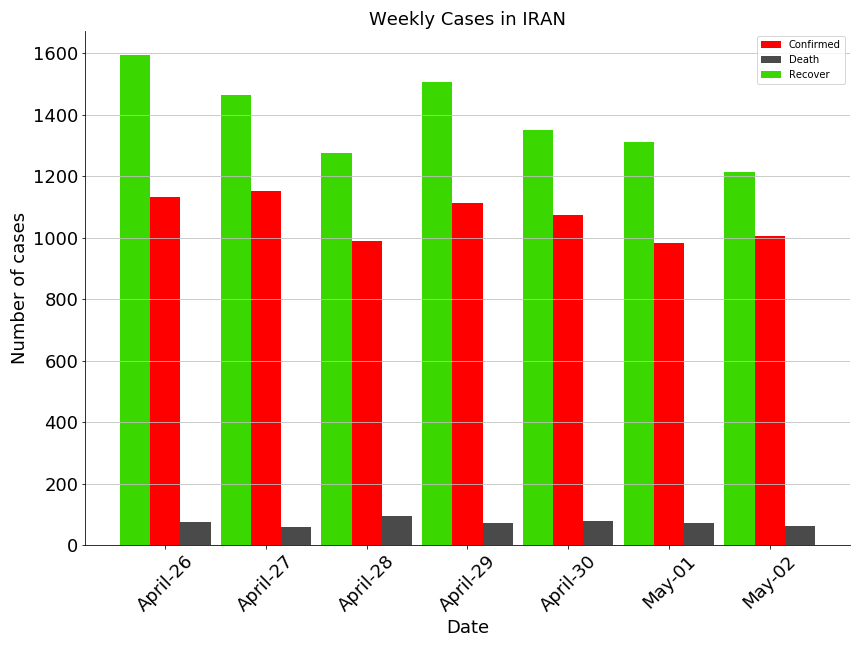 Weekly Cases in IRAN
Confirmed
Death
Recover
Number of cases
1600
1400
1200
1000
800
600
400
200
0
April-26
April-27
April-28
April-29
April-30
May-01
May-02
Date